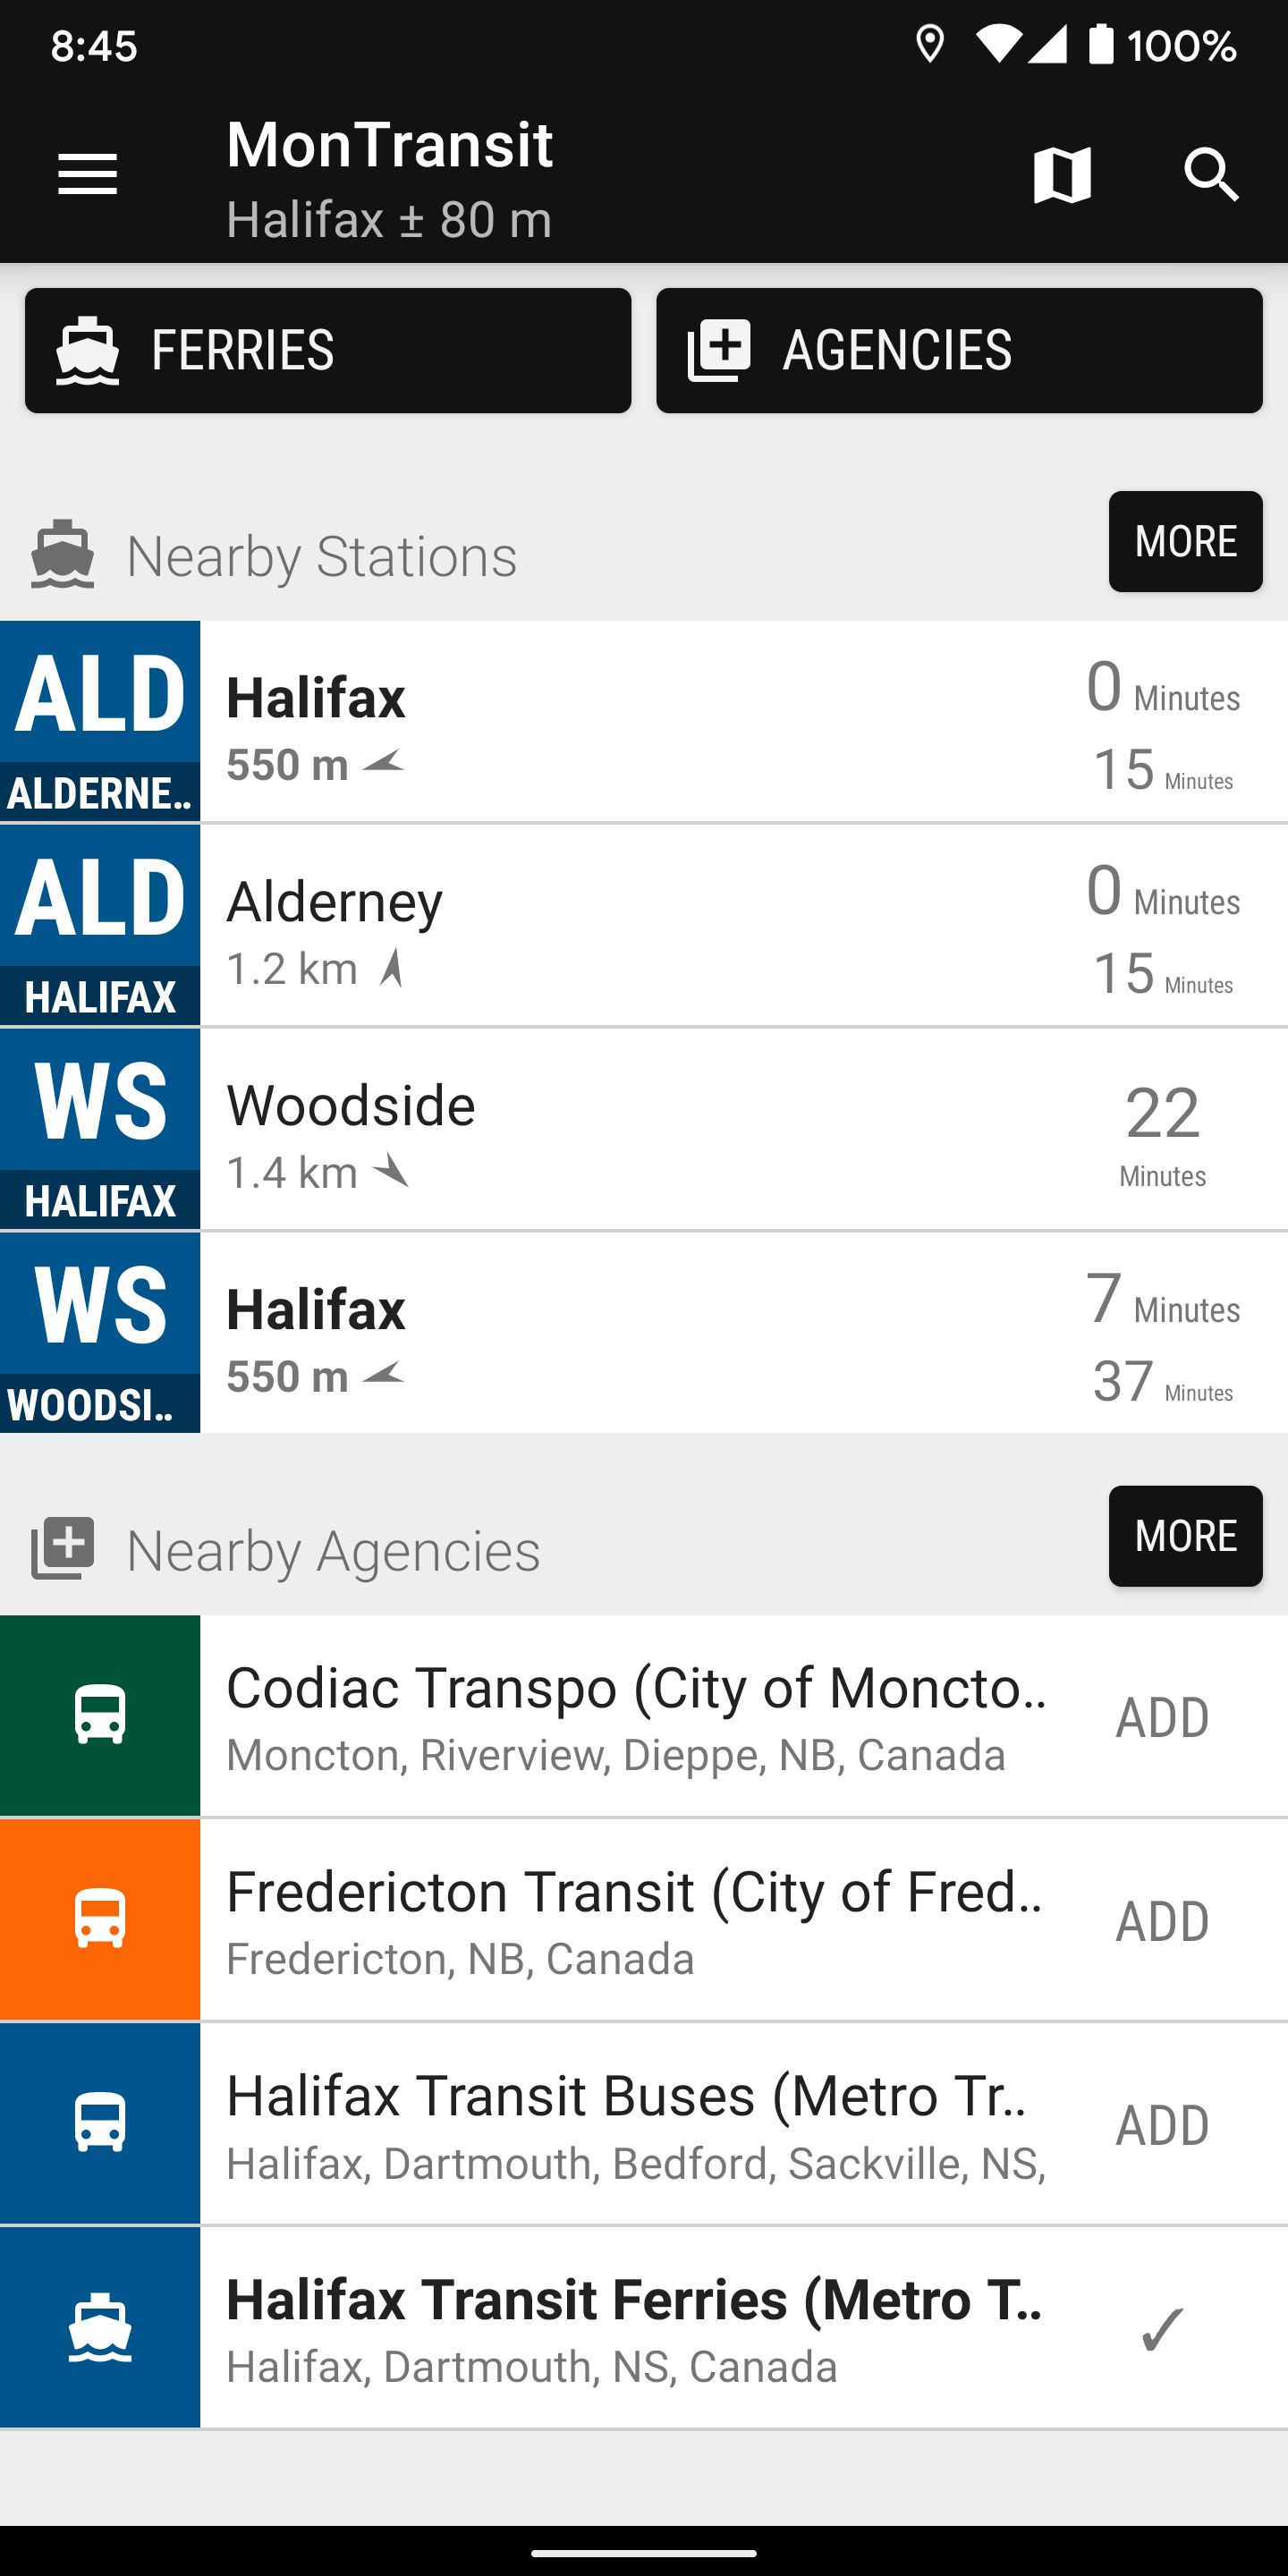 8:45
100%
MonTransit
Halifax ± 80 m
FERRIES
AGENCIES
Nearby Stations
MORE
ALD
ALDERNE..
Halifax
550 m
0 Minutes
15 Minutes
ALD
HALIFAX
Alderney
1.2 km
0 Minutes
15 Minutes
WS
HALIFAX
Woodside
1.4 km
22
Minutes
WS
WOODSI..
Halifax
550 m
7 Minutes
37 Minutes
Nearby Agencies
MORE
Codiac Transpo (City of Moncto..
Moncton, Riverview, Dieppe, NB, Canada
ADD
Fredericton Transit (City of Fred..
Fredericton, NB, Canada
ADD
Halifax Transit Buses (Metro Tr..
Halifax, Dartmouth, Bedford, Sackville, NS,
ADD
Halifax Transit Ferries (Metro T..
Halifax, Dartmouth, NS, Canada
✓